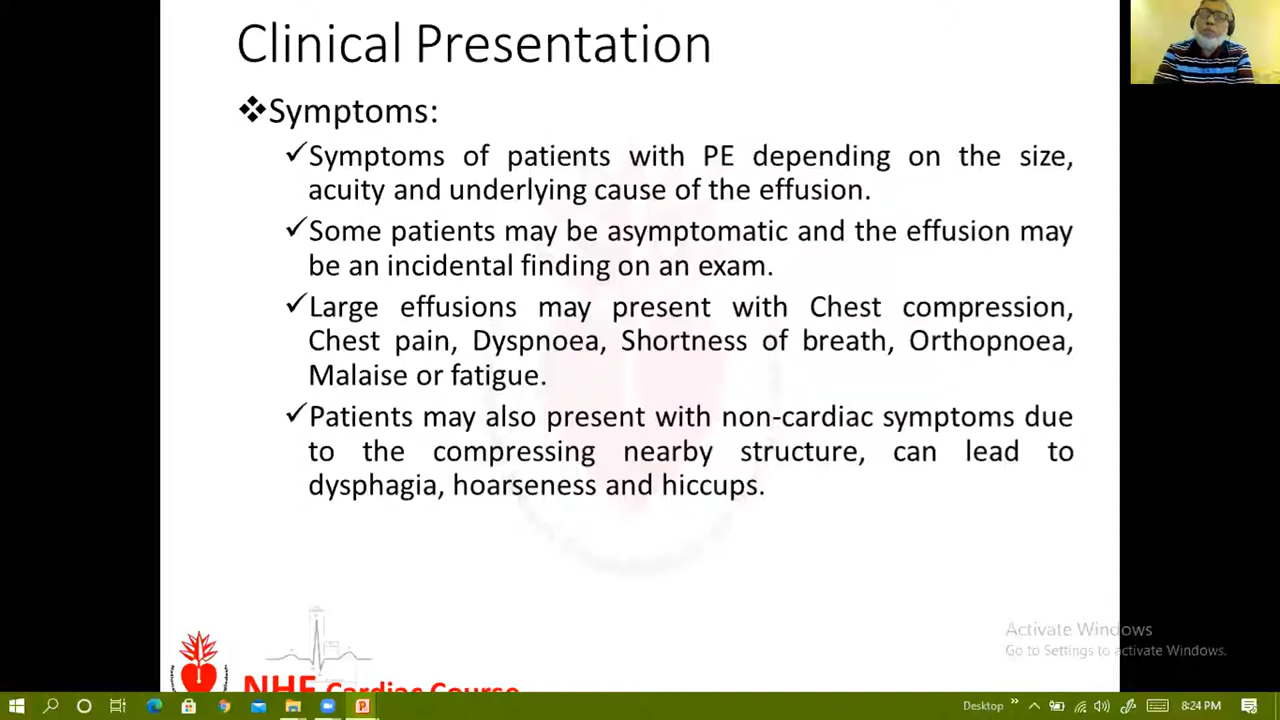 Clinical Presentation
❖Symptoms:
✓Symptoms of patients with PE depending on the size,
acuity and underlying cause of the effusion.
✓Some patients may be asymptomatic and the effusion may
be an incidental finding on an exam.
✓Large effusions may present with Chest compression,
Chest pain, Dyspnoea, Shortness of breath, Orthopnoea,
Malaise or fatigue.
✓Patients may also present with non-cardiac symptoms due
to the compressing nearby structure, can lead to
dysphagia, hoarseness and hiccups.
Activate Windows
Go to Settings to activate Windows.
NHF Cardiac Course
Desktop
8:24 PM